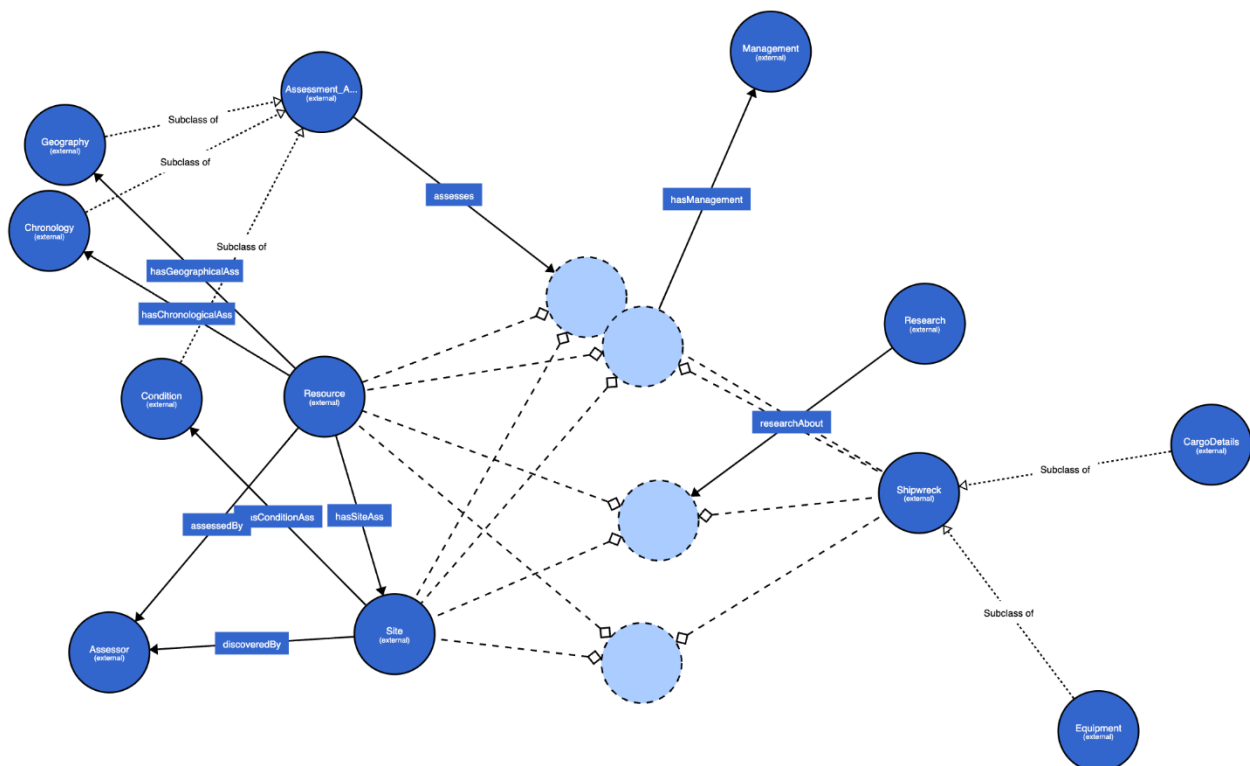 Management
(external)
Assessment_A...
(external)
Subclass of
Geography
(external)
Subclass of
assesses
hasManagement
Chronology
(external)
Subclass of
hasGeographicalAss
hasChronologicalAss
Research
(external)
Condition
(external)
Resource
(external)
researchAbout
CargoDetails
(external)
Subclass of
Shipwreck
(external)
assessedBy
asConditionAss
hasSiteAss
Subclass of
Site
(external)
discoveredBy
Assessor
(external)
Equipment
(external)